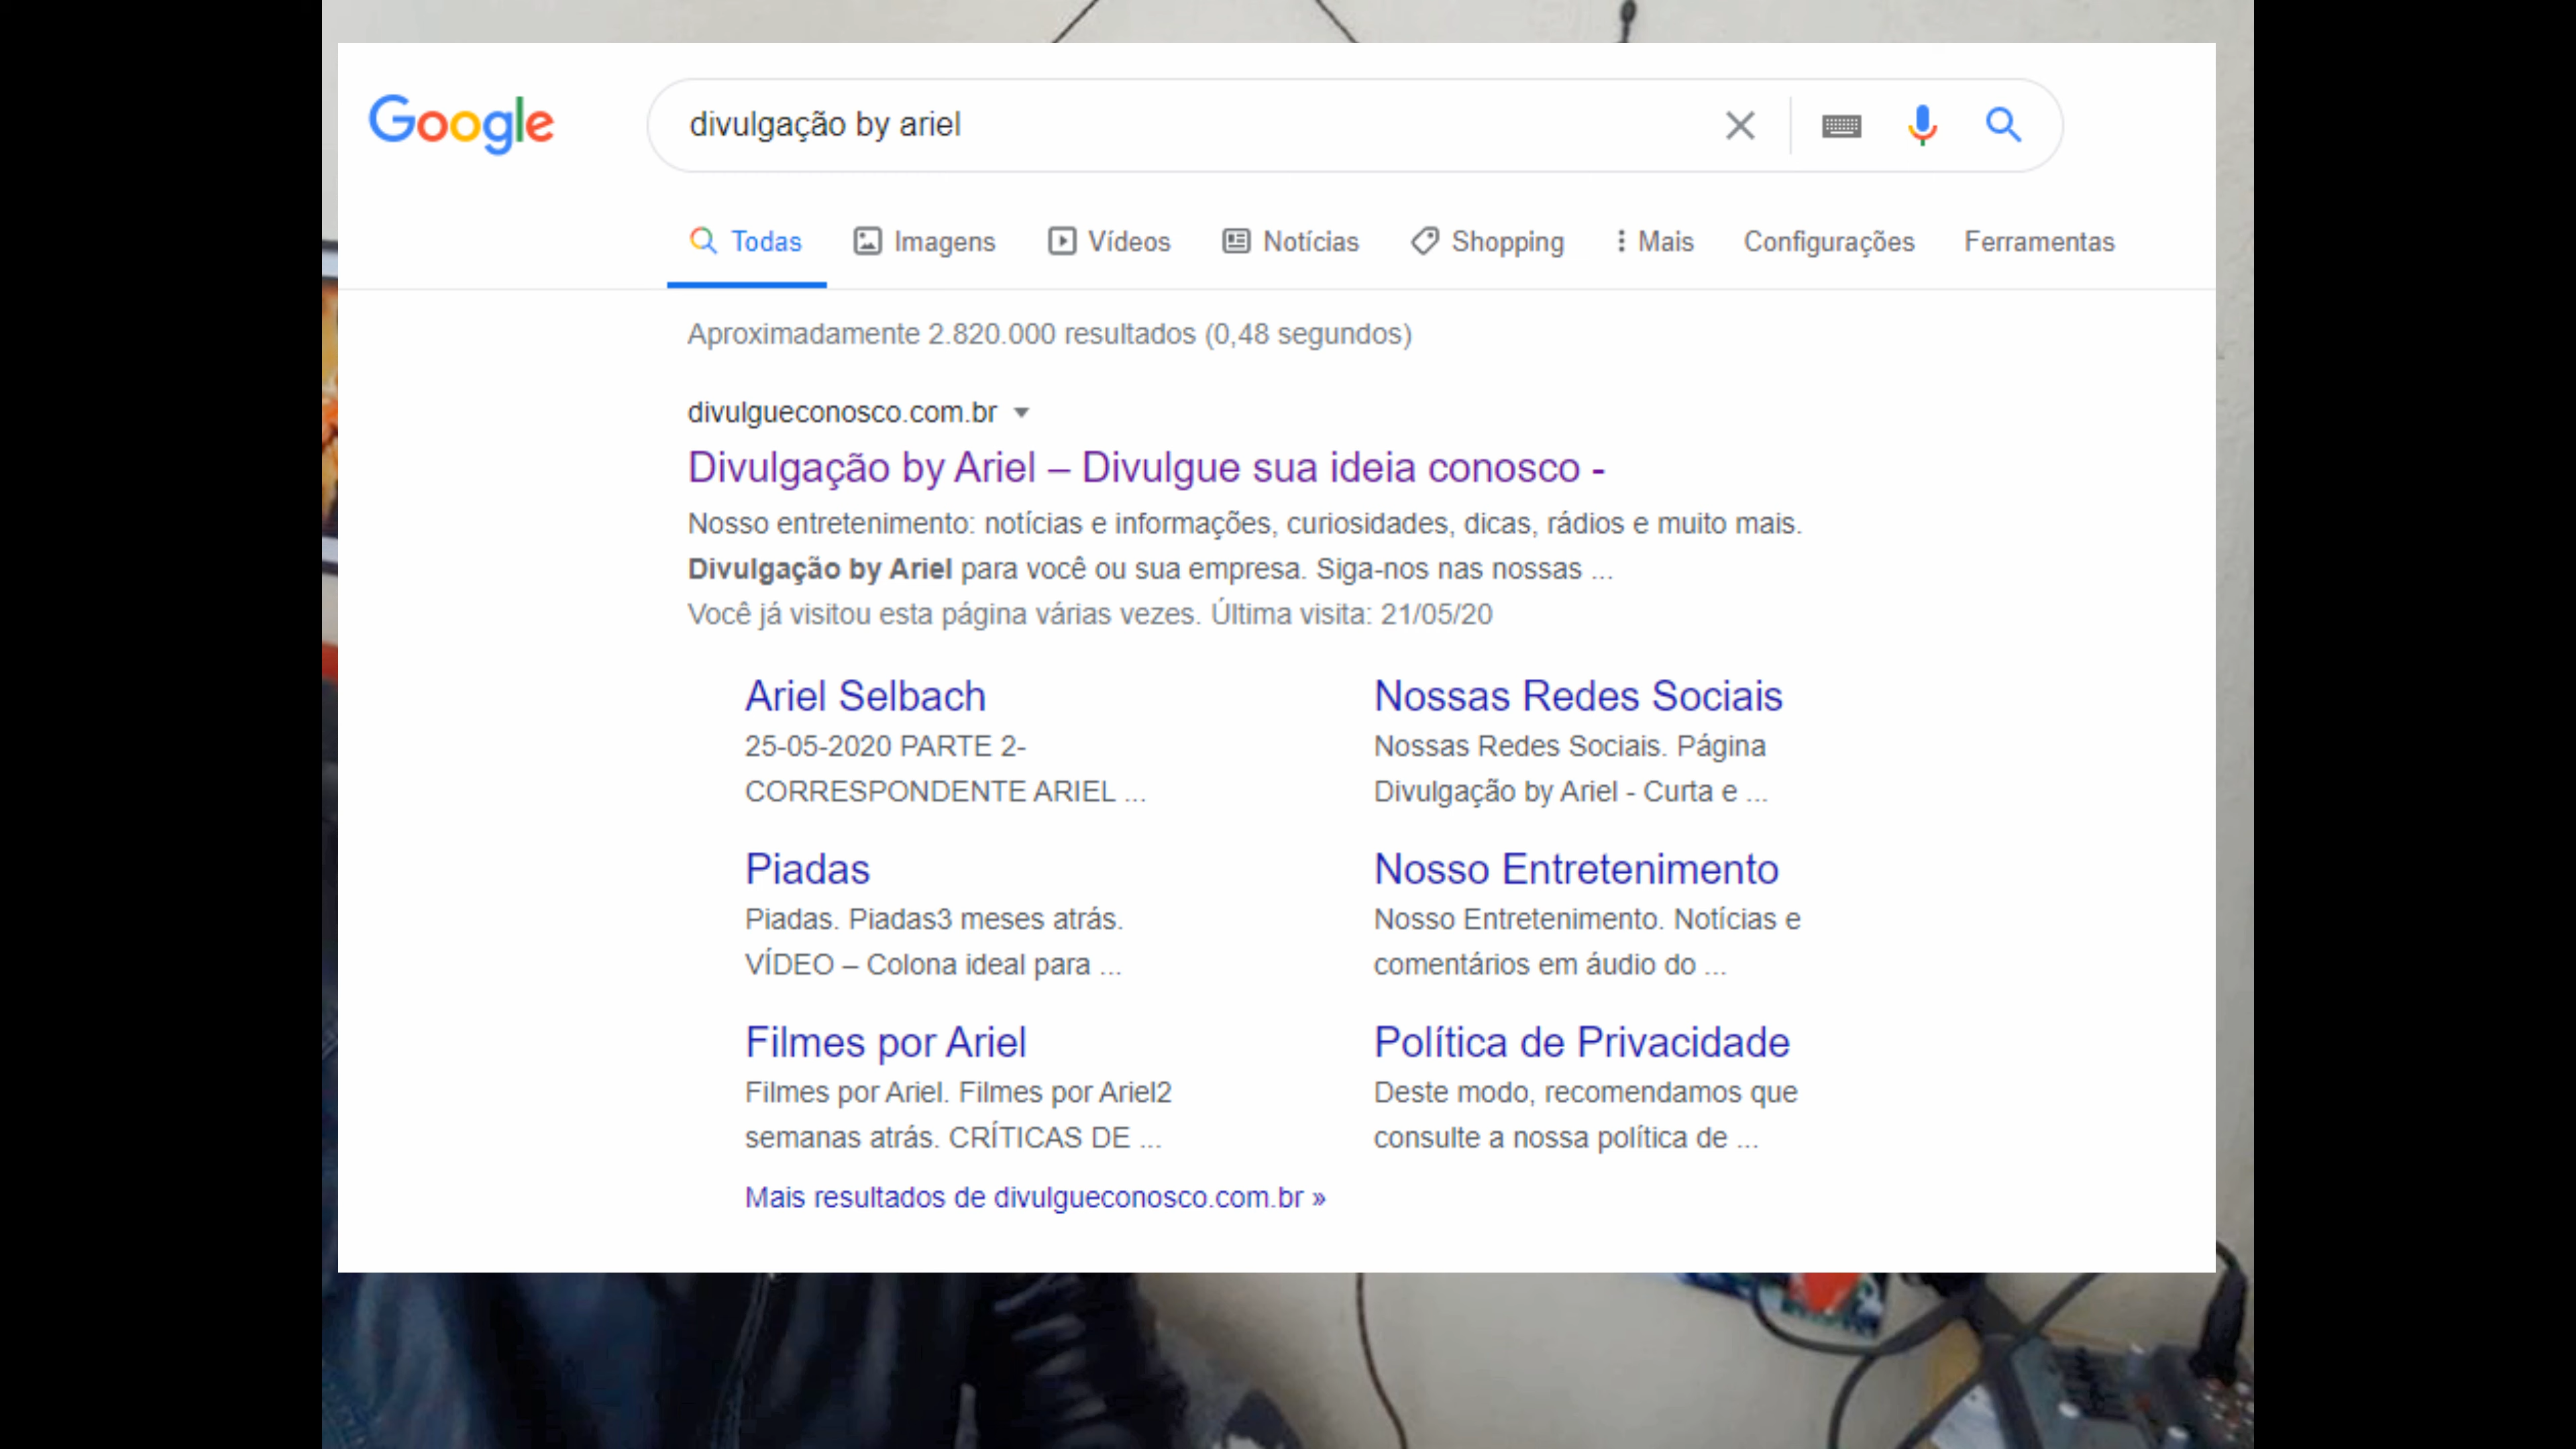 Google
divulgação by ariel
Todas Imagens Vídeos Notícias Shopping Mais Configurações Ferramentas
Aproximadamente 2.820.000 resultados (0,48 segundos)
divulgueconosco.com.br
Divulgação by Ariel – Divulgue sua ideia conosco -
Nosso entretenimento: notícias e informações, curiosidades, dicas, rádios e muito mais.
Divulgação by Ariel para você ou sua empresa. Siga-nos nas nossas ...
Você já visitou esta página várias vezes. Última visita: 21/05/20
Ariel Selbach
25-05-2020 PARTE 2-
CORRESPONDENTE ARIEL ...
Nossas Redes Sociais
Nossas Redes Sociais. Página
Divulgação by Ariel - Curta e ...
Piadas
Piadas. Piadas3 meses atrás.
VÍDEO – Colona ideal para ...
Nosso Entretenimento
Nosso Entretenimento. Notícias e
comentários em áudio do ...
Filmes por Ariel
Filmes por Ariel. Filmes por Ariel2
semanas atrás. CRÍTICAS DE ...
Política de Privacidade
Deste modo, recomendamos que
consulte a nossa política de ...
Mais resultados de divulgueconosco.com.br »